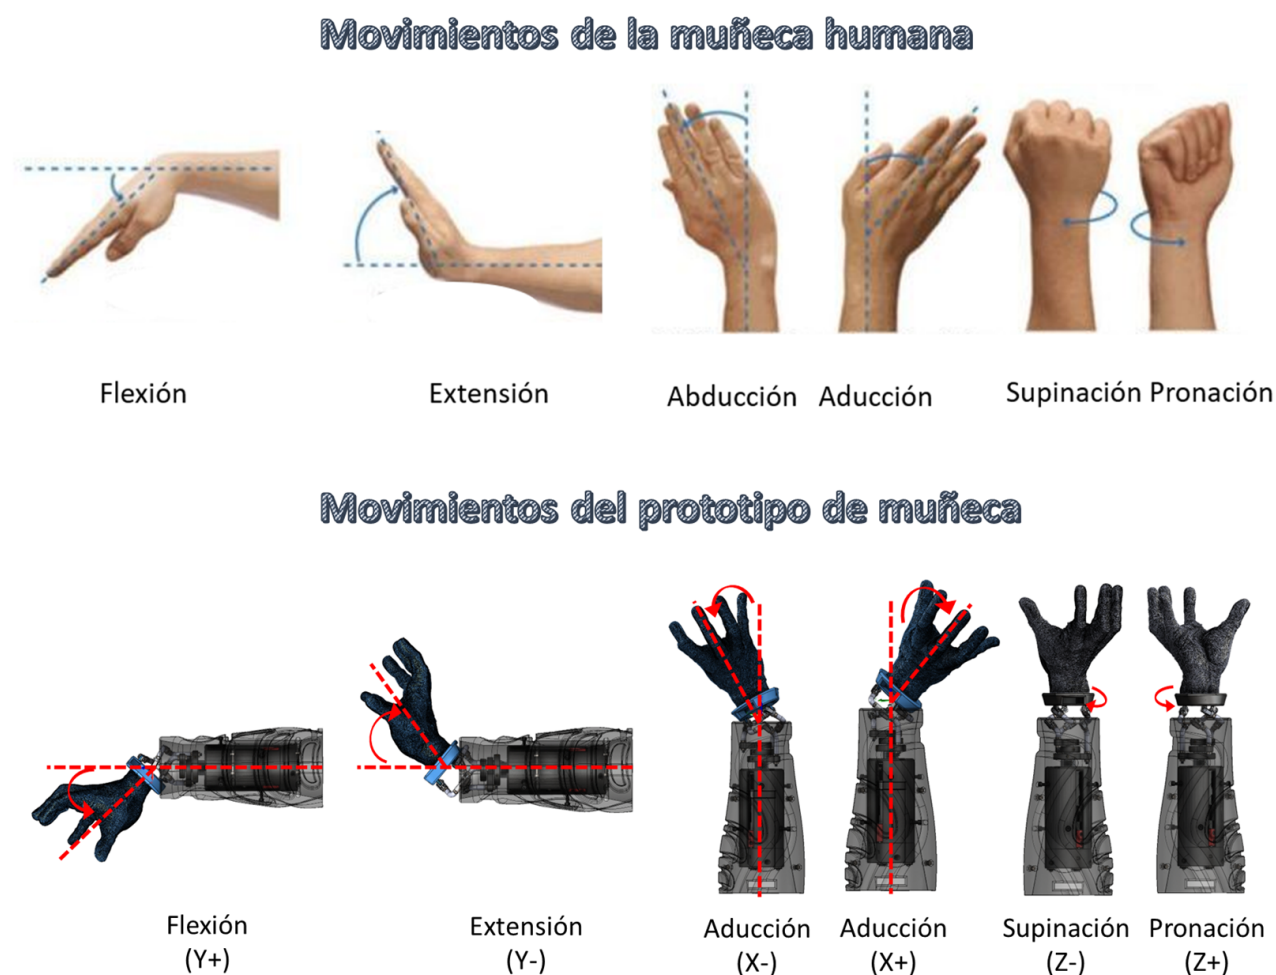 Movimientos de la muñeca humana
Flexión
Extensión
Abducción
Aducción
Supinación
Pronación
Movimientos del prototipo de muñeca
Flexión
(Y+)
Extensión
(Y-)
Aducción
(X-)
Aducción
(X+)
Supinación
(Z-)
Pronación
(Z+)